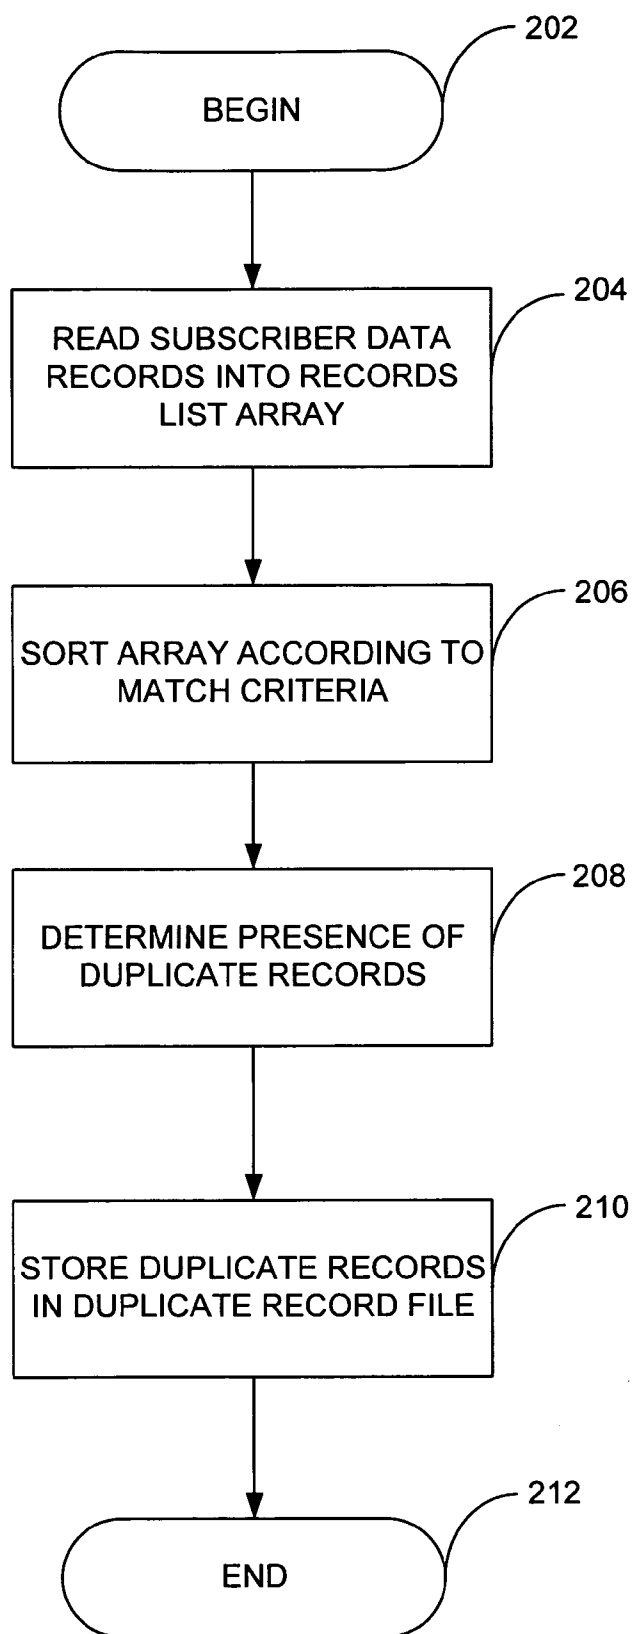 202
BEGIN
204
READ SUBSCRIBER DATA
RECORDS INTO RECORDS
LIST ARRAY
206
SORT ARRAY ACCORDING TO
MATCH CRITERIA
208
DETERMINE PRESENCE OF
DUPLICATE RECORDS
210
STORE DUPLICATE RECORDS
IN DUPLICATE RECORD FILE
212
END